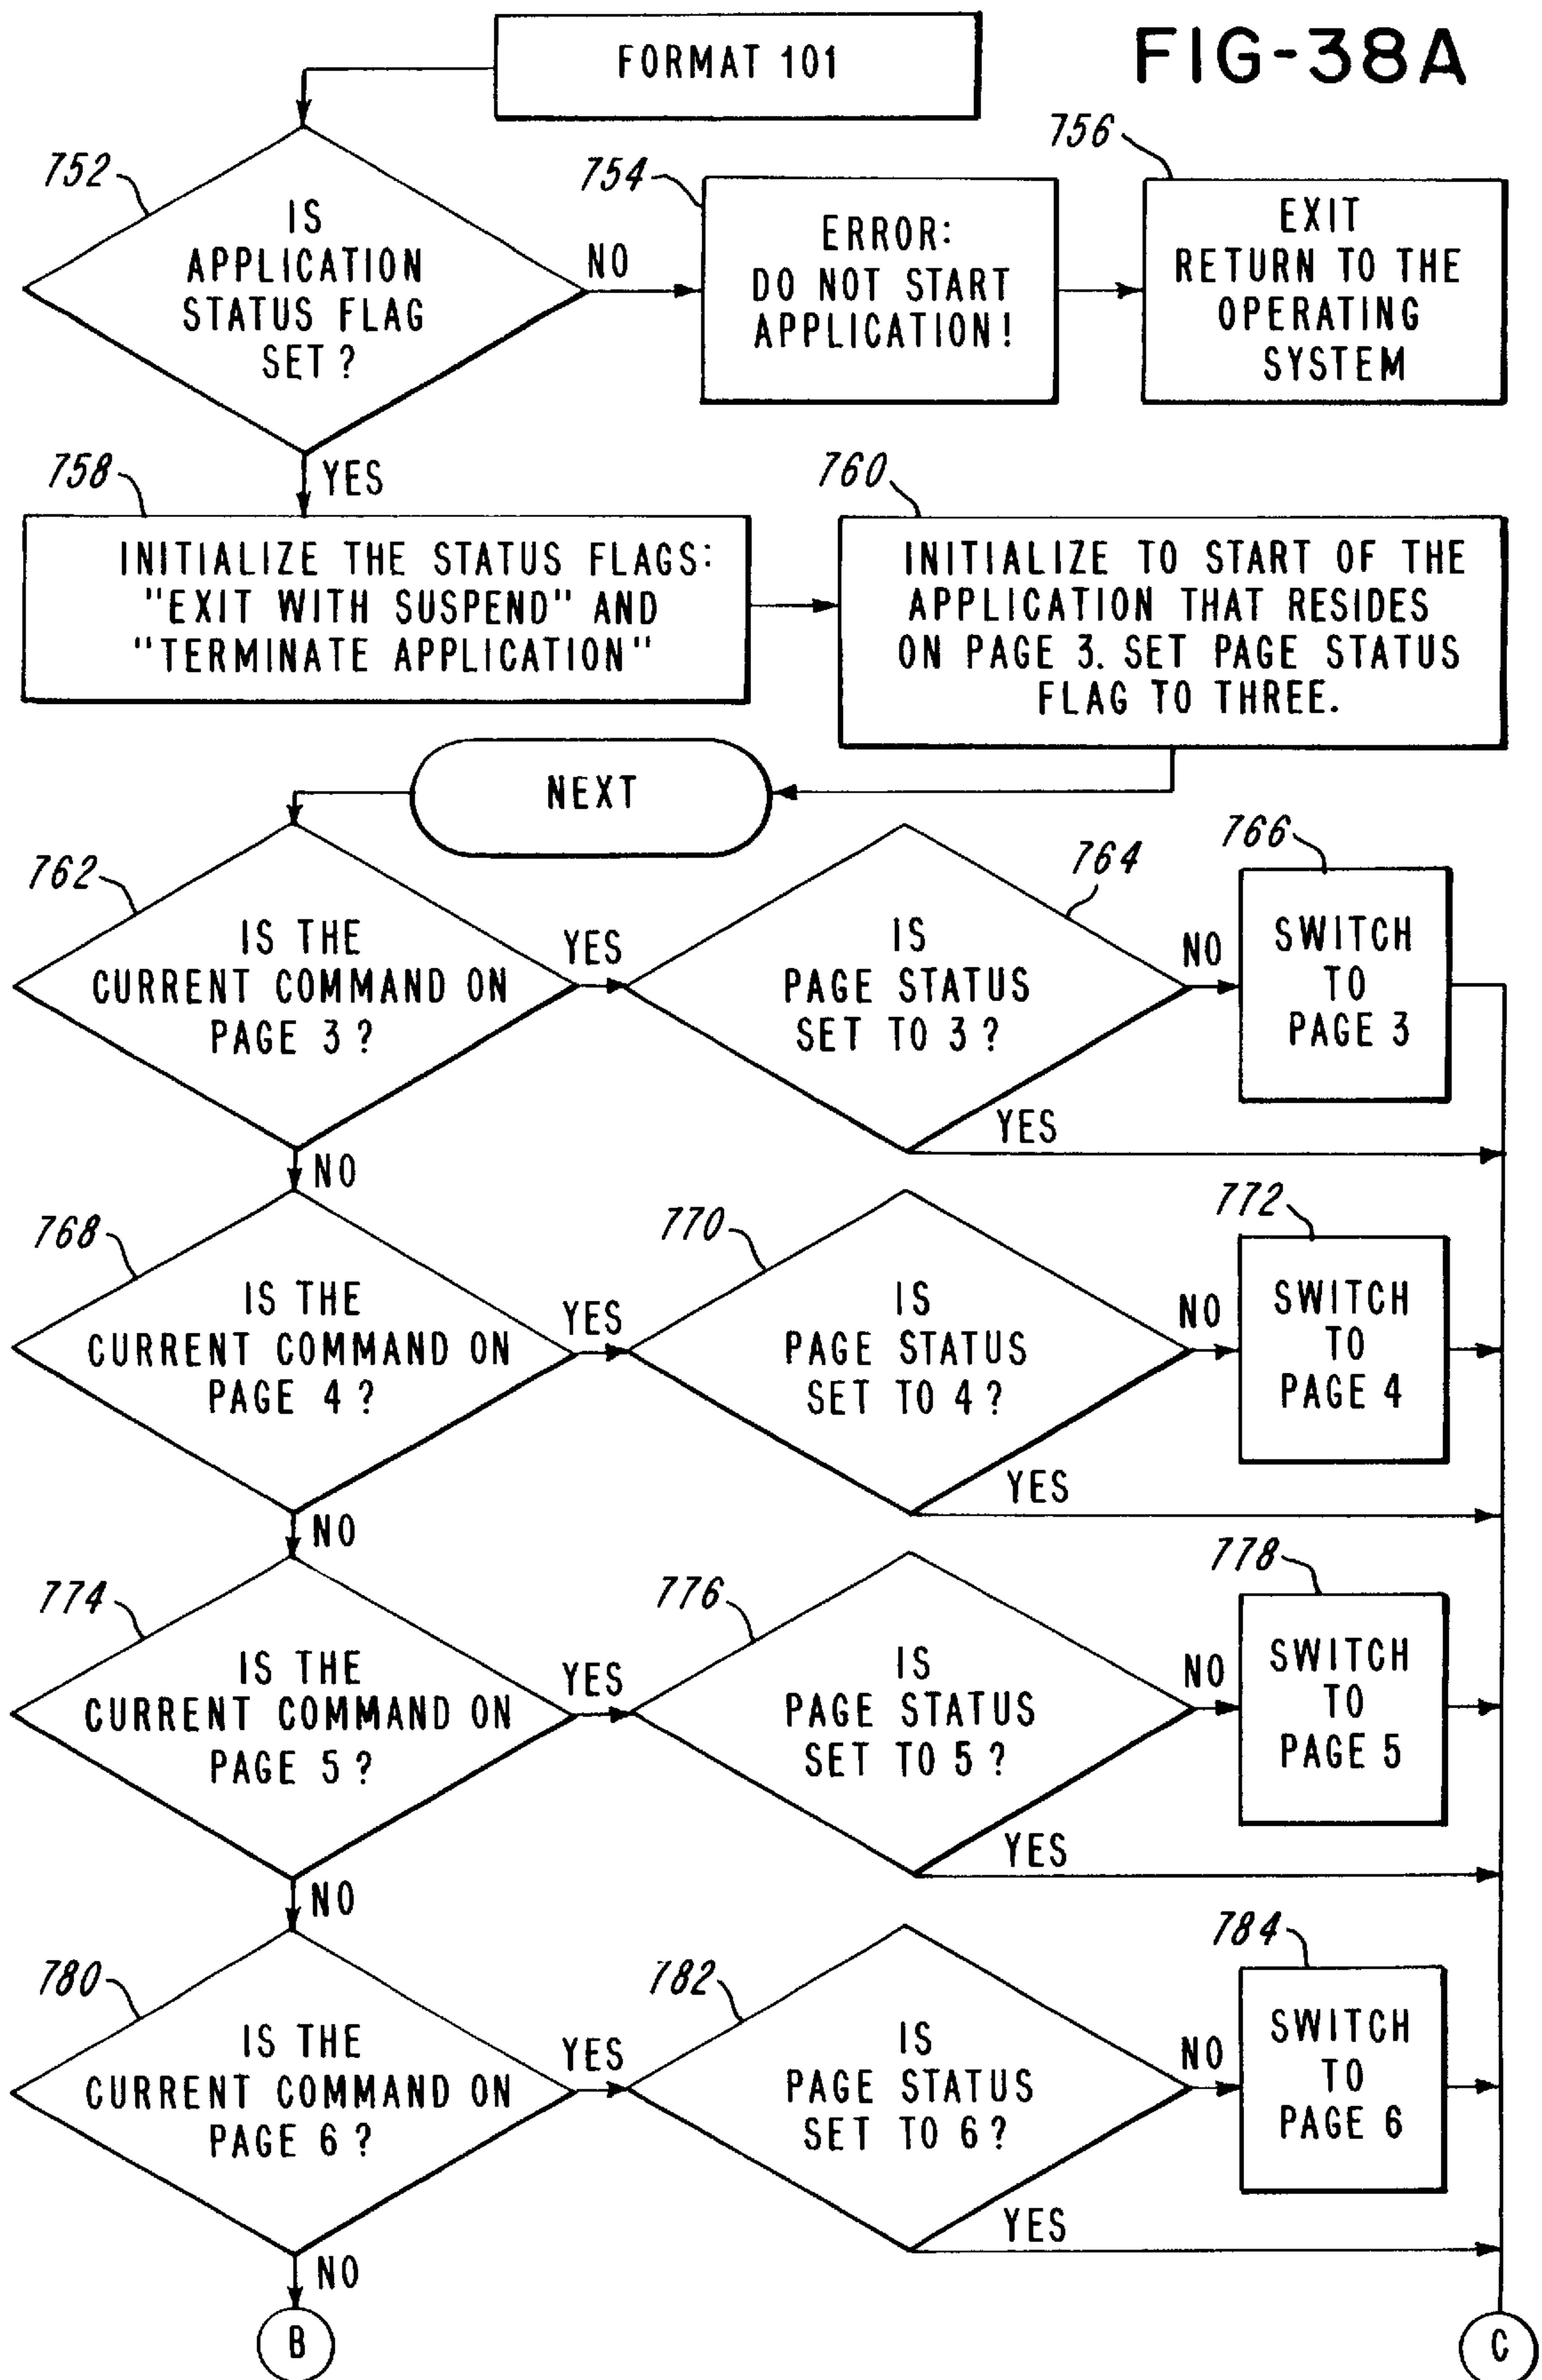 FORMAT 101
FIG-38A
752
IS
APPLICATION
STATUS FLAG
SET?
NO
754
ERROR:
DO NOT START
APPLICATION!
756
EXIT
RETURN TO THE
OPERATING
SYSTEM
YES
758
INITIALIZE THE STATUS FLAGS:
"EXIT WITH SUSPEND" AND
"TERMINATE APPLICATION"
760
INITIALIZE TO START OF THE
APPLICATION THAT RESIDES
ON PAGE 3. SET PAGE STATUS
FLAG TO THREE.
NEXT
762
IS THE
CURRENT COMMAND ON
PAGE 3?
YES
764
IS
PAGE STATUS
SET TO 3?
NO
766
SWITCH
TO
PAGE 3
YES
NO
768
IS THE
CURRENT COMMAND ON
PAGE 4?
YES
770
IS
PAGE STATUS
SET TO 4?
NO
772
SWITCH
TO
PAGE 4
YES
NO
774
IS THE
CURRENT COMMAND ON
PAGE 5?
YES
776
IS
PAGE STATUS
SET TO 5?
NO
778
SWITCH
TO
PAGE 5
YES
NO
780
IS THE
CURRENT COMMAND ON
PAGE 6?
YES
782
IS
PAGE STATUS
SET TO 6?
NO
784
SWITCH
TO
PAGE 6
YES
NO
B
C